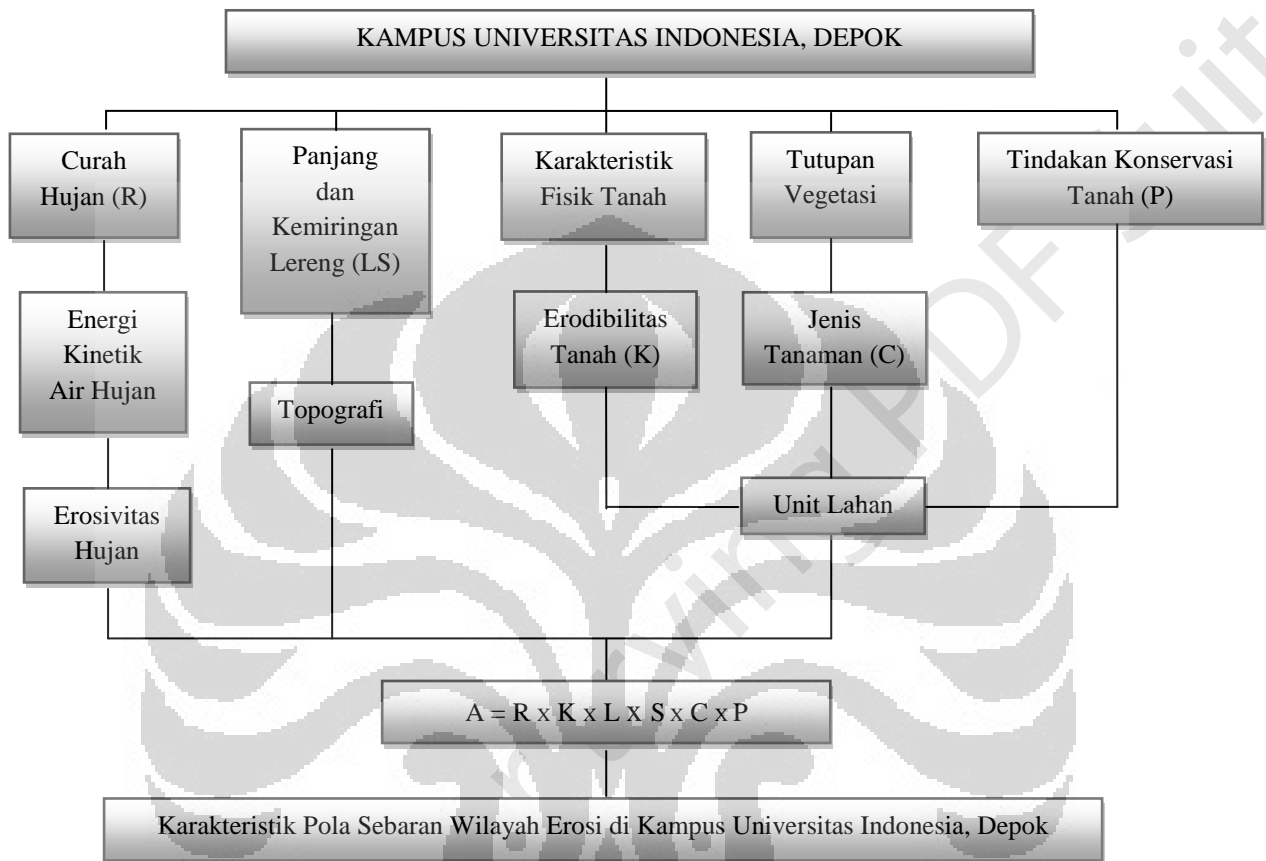 KAMPUS UNIVERSITAS INDONESIA, DEPOK
Curah
Hujan (R)
Panjang
dan
Kemiringan
Lereng (LS)
Karakteristik
Fisik Tanah
Tutupan
Vegetasi
Tindakan Konservasi
Tanah (P)
Energi
Kinetik
Air Hujan
Topografi
Erodibilitas
Tanah (K)
Jenis
Tanaman (C)
Erosivitas
Hujan
Unit Lahan
A = R x K x L x S x C x P
Karakteristik Pola Sebaran Wilayah Erosi di Kampus Universitas Indonesia, Depok